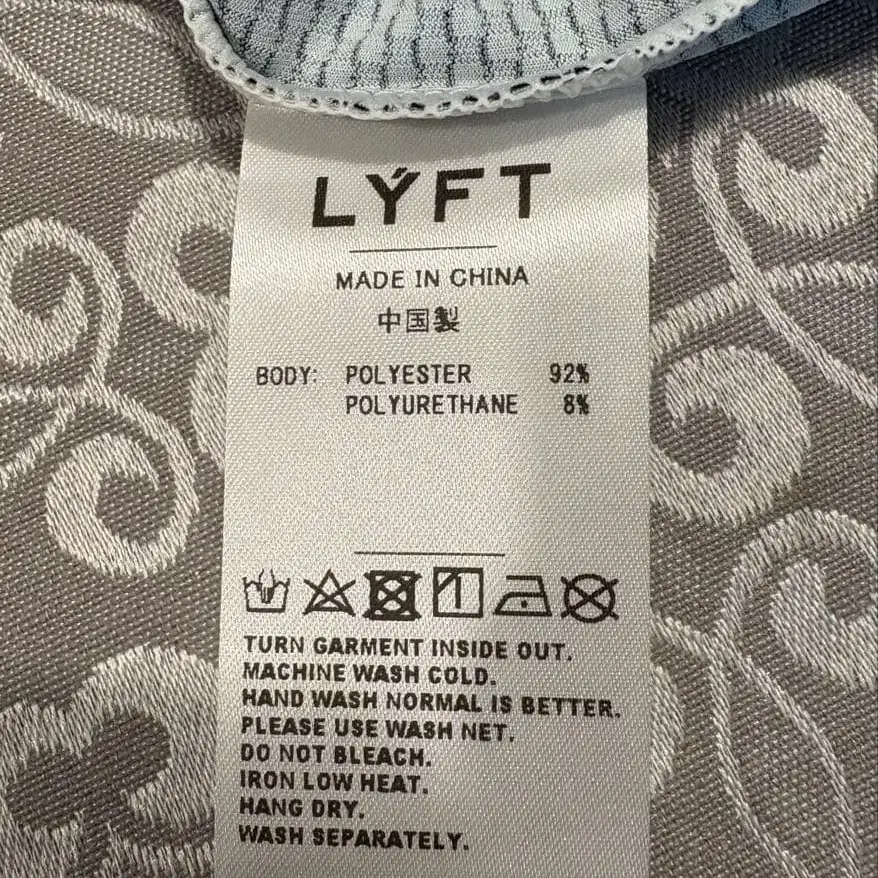 LÝFT
MADE IN CHINA
中国製
BODY: POLYESTER 92%
POLYURETHANE 8%
TURN GARMENT INSIDE OUT.
MACHINE WASH COLD.
HAND WASH NORMAL IS BETTER.
PLEASE USE WASH NET.
DO NOT BLEACH.
IRON LOW HEAT.
HANG DRY.
WASH SEPARATELY.